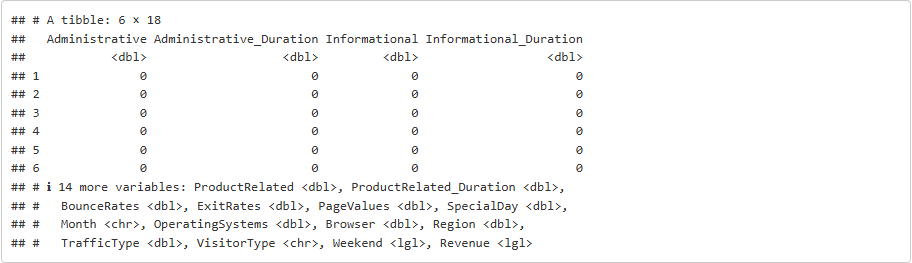 ## # A tibble: 6 × 18
##   Administrative Administrative_Duration Informational Informational_Duration
##            <dbl>                   <dbl>         <dbl>                  <dbl>
## 1              0                       0             0                      0
## 2              0                       0             0                      0
## 3              0                       0             0                      0
## 4              0                       0             0                      0
## 5              0                       0             0                      0
## 6              0                       0             0                      0
## # ℹ 14 more variables: ProductRelated <dbl>, ProductRelated_Duration <dbl>,
## #   BounceRates <dbl>, ExitRates <dbl>, PageValues <dbl>, SpecialDay <dbl>,
## #   Month <chr>, OperatingSystems <dbl>, Browser <dbl>, Region <dbl>,
## #   TrafficType <dbl>, VisitorType <chr>, Weekend <lgl>, Revenue <lgl>